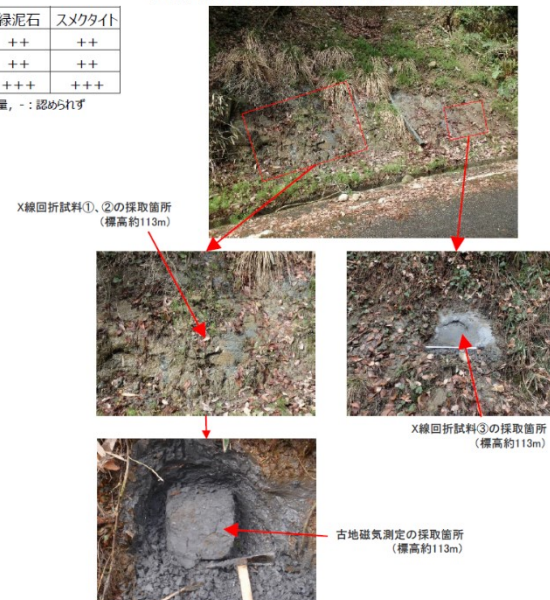 緑泥石 スメクタイト
++ ++
++ ++
+++ +++
量, -：認められず
X線回折試料①、②の採取箇所
(標高約113m)
X線回折試料③の採取箇所
(標高約113m)
古地磁気測定の採取箇所
(標高約113m)